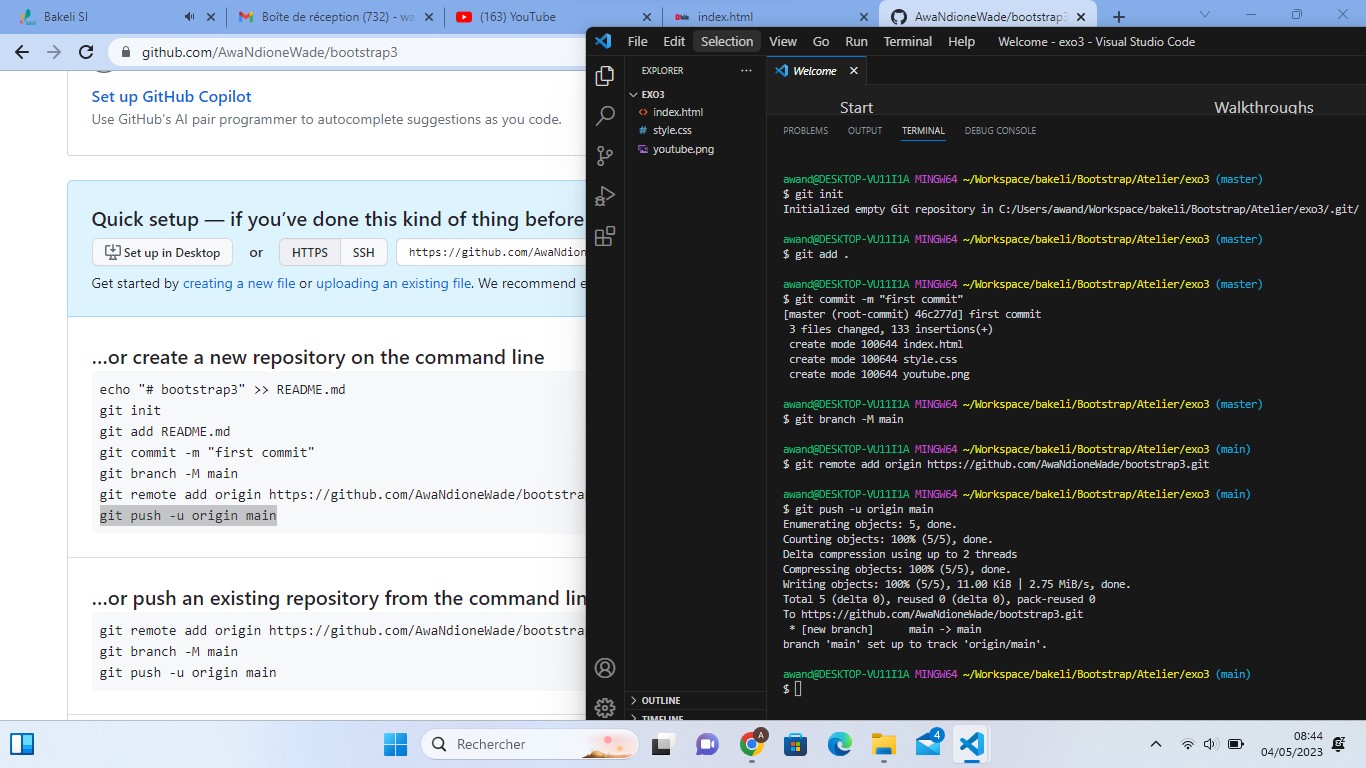 Bakeli SI
Boîte de réception (732) - wa
(163) YouTube
index.html
AwaNdioneWade/bootstrap3
github.com/AwaNdioneWade/bootstrap3
Set up GitHub Copilot
Use GitHub's AI pair programmer to autocomplete suggestions as you code.
Quick setup — if you've done this kind of thing before
Set up in Desktop or HTTPS SSH https://github.com/AwaNdion
Get started by creating a new file or uploading an existing file. We recommend e
…or create a new repository on the command line
echo "# bootstrap3" >> README.md
git init
git add README.md
git commit -m "first commit"
git branch -M main
git remote add origin https://github.com/AwaNdioneWade/bootstra
git push -u origin main
…or push an existing repository from the command lin
git remote add origin https://github.com/AwaNdioneWade/bootstra
git branch -M main
git push -u origin main
File Edit Selection View Go Run Terminal Help Welcome - exo3 - Visual Studio Code
EXPLORER ···
EXO3
index.html
style.css
youtube.png
OUTLINE
TIMELINE
Welcome
Start Walkthroughs
PROBLEMS OUTPUT TERMINAL DEBUG CONSOLE
awand@DESKTOP-VU11I1A MINGW64 ~/Workspace/bakeli/Bootstrap/Atelier/exo3 (master)
$ git init
Initialized empty Git repository in C:/Users/awand/Workspace/bakeli/Bootstrap/Atelier/exo3/.git/
awand@DESKTOP-VU11I1A MINGW64 ~/Workspace/bakeli/Bootstrap/Atelier/exo3 (master)
$ git add .
awand@DESKTOP-VU11I1A MINGW64 ~/Workspace/bakeli/Bootstrap/Atelier/exo3 (master)
$ git commit -m "first commit"
[master (root-commit) 46c277d] first commit
3 files changed, 133 insertions(+)
create mode 100644 index.html
create mode 100644 style.css
create mode 100644 youtube.png
awand@DESKTOP-VU11I1A MINGW64 ~/Workspace/bakeli/Bootstrap/Atelier/exo3 (master)
$ git branch -M main
awand@DESKTOP-VU11I1A MINGW64 ~/Workspace/bakeli/Bootstrap/Atelier/exo3 (main)
$ git remote add origin https://github.com/AwaNdioneWade/bootstrap3.git
awand@DESKTOP-VU11I1A MINGW64 ~/Workspace/bakeli/Bootstrap/Atelier/exo3 (main)
$ git push -u origin main
Enumerating objects: 5, done.
Counting objects: 100% (5/5), done.
Delta compression using up to 2 threads
Compressing objects: 100% (5/5), done.
Writing objects: 100% (5/5), 11.00 KiB | 2.75 MiB/s, done.
Total 5 (delta 0), reused 0 (delta 0), pack-reused 0
To https://github.com/AwaNdioneWade/bootstrap3.git
* [new branch] main -> main
branch 'main' set up to track 'origin/main'.
awand@DESKTOP-VU11I1A MINGW64 ~/Workspace/bakeli/Bootstrap/Atelier/exo3 (main)
$
Rechercher
A
4
08:44
04/05/2023